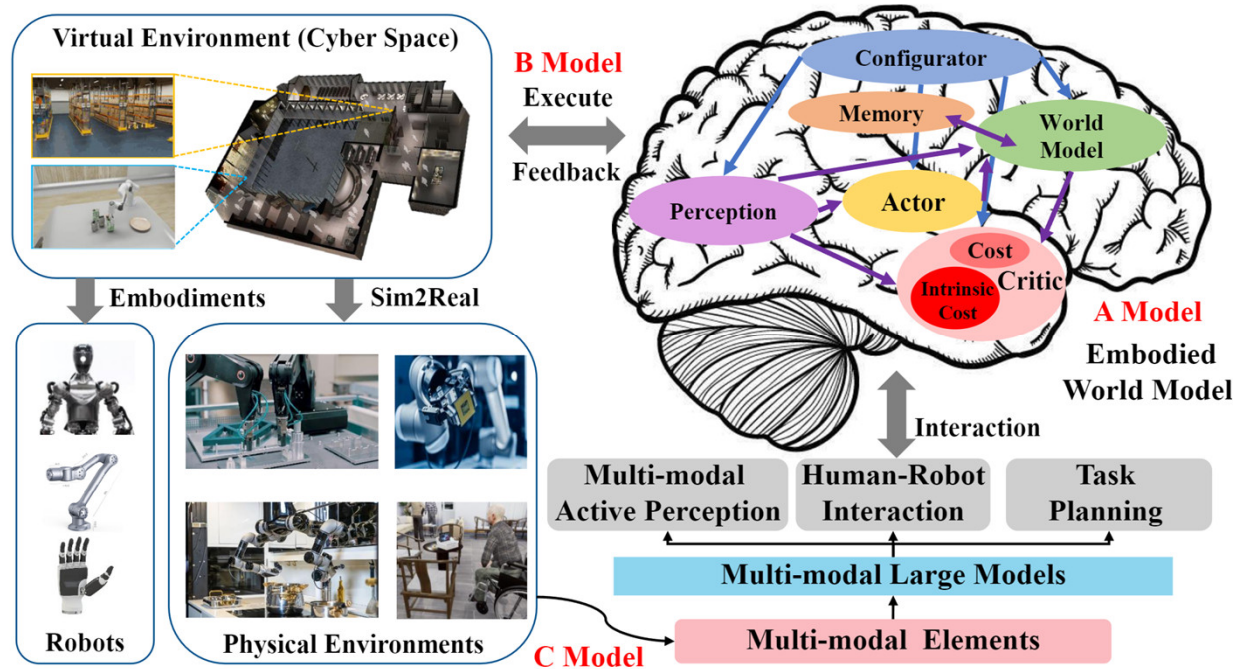 Virtual Environment (Cyber Space)
B Model
Execute
Feedback
Configurator
Memory
World
Model
Perception
Actor
Cost
Critic
Intrinsic
Cost
A Model
Embodied
World Model
Embodiments
Sim2Real
Interaction
Robots
Physical Environments
Multi-modal
Active Perception
Human-Robot
Interaction
Task
Planning
Multi-modal Large Models
C Model
Multi-modal Elements